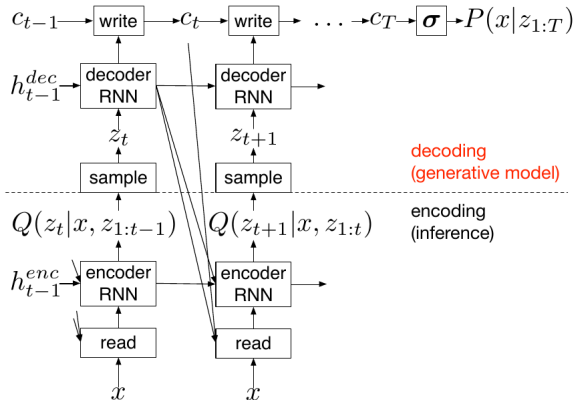 c_{t−1} write c_t write . . . c_T σ P(x|z_{1:T})
h^{dec}_{t−1} decoder RNN decoder RNN
z_t z_{t+1}
sample sample
decoding
(generative model)
encoding
(inference)
Q(z_t|x, z_{1:t−1}) Q(z_{t+1}|x, z_{1:t})
h^{enc}_{t−1} encoder RNN encoder RNN
read read
x x